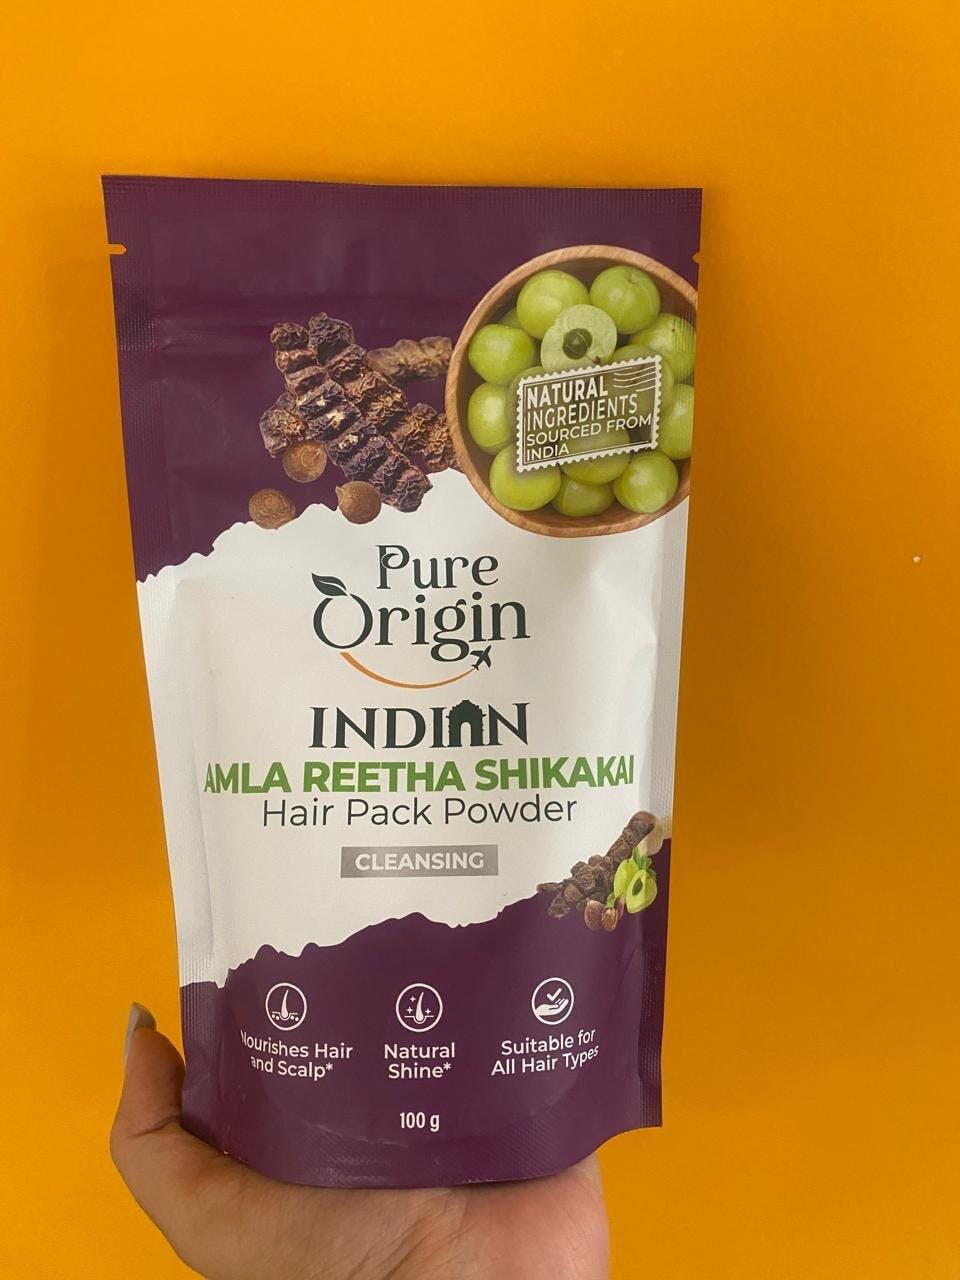 NATURAL
INGREDIENTS
SOURCED FROM
INDIA
Pure
Origin
INDIAN
AMLA REETHA SHIKAKAI
Hair Pack Powder
CLEANSING
Nourishes Hair
and Scalp*
Natural
Shine*
Suitable for
All Hair Types
100 g